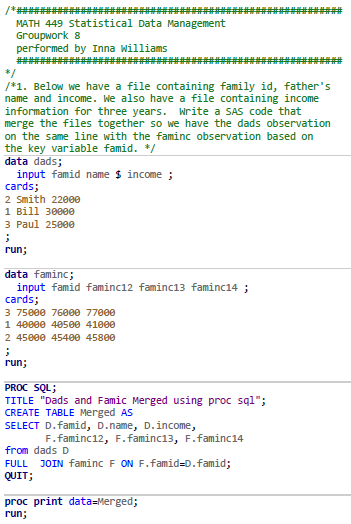 /*####################################################
MATH 449 Statistical Data Management
Groupwork 8
performed by Inna Williams
####################################################
*/
/*1. Below we have a file containing family id, father's
name and income. We also have a file containing income
information for three years.  Write a SAS code that
merge the files together so we have the dads observation
on the same line with the faminc observation based on
the key variable famid. */
data dads;
input famid name $ income ;
cards;
2 Smith 22000
1 Bill 30000
3 Paul 25000
;
run;
data faminc;
input famid faminc12 faminc13 faminc14 ;
cards;
3 75000 76000 77000
1 40000 40500 41000
2 45000 45400 45800
;
run;
PROC SQL;
TITLE "Dads and Famic Merged using proc sql";
CREATE TABLE Merged AS
SELECT D.famid, D.name, D.income,
F.faminc12, F.faminc13, F.faminc14
from dads D
FULL  JOIN faminc F ON F.famid=D.famid;
QUIT;
proc print data=Merged;
run;